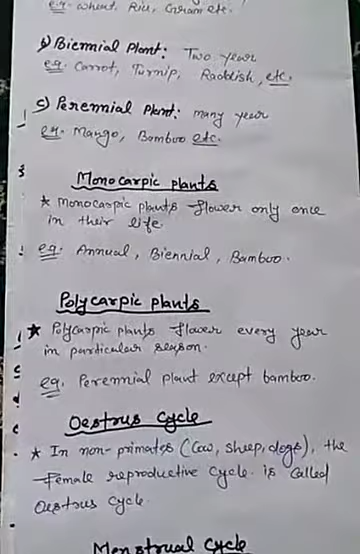 e.g. wheat, Rice, Gram etc.
b) Biennial Plant: Two year
eg. Carrot, Turnip, Raddish, etc.
c) Perennial Plant: many year
eg. Mango, Bamboo etc.
Monocarpic plants
* Monocarpic plants flower only once
in their life.
eg. Annual, Biennial, Bamboo.
Polycarpic plants
* Polycarpic plants flower every year
in particular season.
eg. Perennial plant except bamboo.
Oestrus Cycle
* In non-primates (Cow, sheep, dogs), the
Female reproductive cycle is called
Oestrus cycle.
Menstrual Cycle